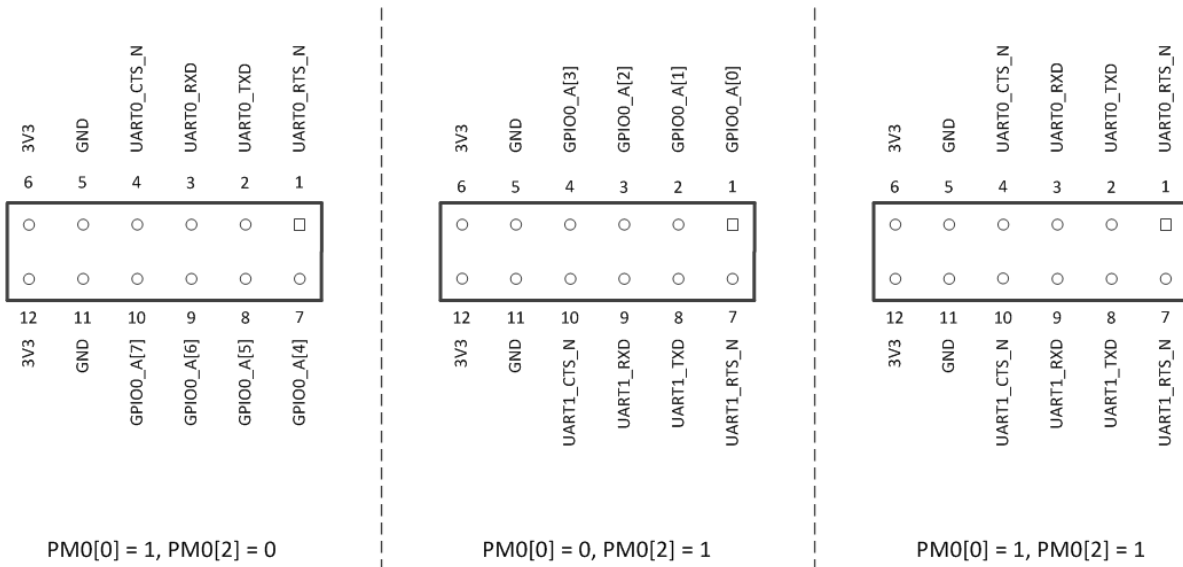 3V3 GND UART0_CTS_N UART0_RXD UART0_TXD UART0_RTS_N
6 5 4 3 2 1
12 11 10 9 8 7
3V3 GND GPIO0_A[7] GPIO0_A[6] GPIO0_A[5] GPIO0_A[4]
PM0[0] = 1, PM0[2] = 0
3V3 GND GPIO0_A[3] GPIO0_A[2] GPIO0_A[1] GPIO0_A[0]
6 5 4 3 2 1
12 11 10 9 8 7
3V3 GND UART1_CTS_N UART1_RXD UART1_TXD UART1_RTS_N
PM0[0] = 0, PM0[2] = 1
3V3 GND UART0_CTS_N UART0_RXD UART0_TXD UART0_RTS_N
6 5 4 3 2 1
12 11 10 9 8 7
3V3 GND UART1_CTS_N UART1_RXD UART1_TXD UART1_RTS_N
PM0[0] = 1, PM0[2] = 1